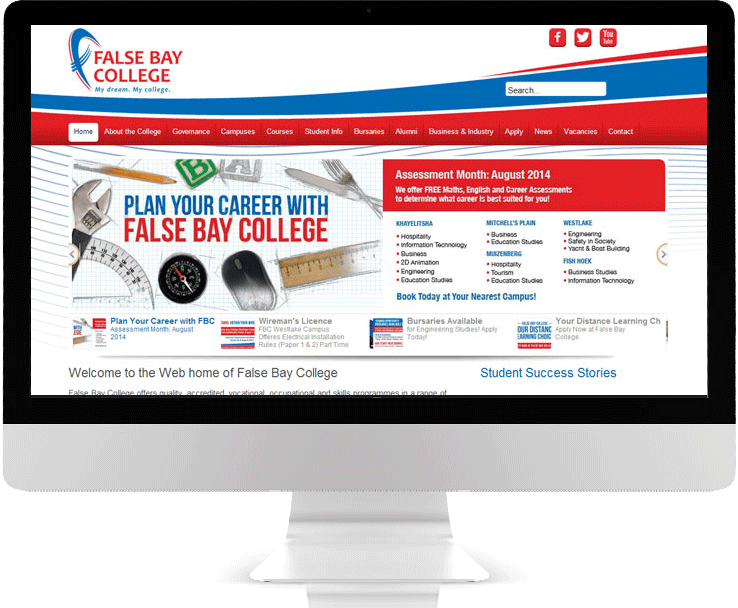 FALSE BAY
COLLEGE
My dream. My college.
f
You
Tube
Search...
Home About the College Governance Campuses Courses Student Info Bursaries Alumni Business & Industry Apply News Vacancies Contact
B A
PLAN YOUR CAREER WITH
FALSE BAY COLLEGE
Assessment Month: August 2014
We offer FREE Maths, English and Career Assessments
to determine what career is best suited for you!
KHAYELITSHA
Hospitality
Information Technology
Business
2D Animation
Engineering
Education Studies
MITCHELL'S PLAIN
Business
Education Studies
MUIZENBERG
Hospitality
Tourism
Education Studies
WESTLAKE
Engineering
Safety in Society
Yacht & Boat Building
FISH HOEK
Business Studies
Information Technology
Book Today at Your Nearest Campus!
Plan Your Career with FBC
Assessment Month: August
2014
Wireman's Licence
FBC Westlake Campus
Offers Electrical Installation
Rules (Paper 1 & 2) Part Time
Bursaries Available
for Engineering Studies! Apply
Today!
OUR DISTANCE
LEARNING CHOICE
Your Distance Learning Ch
Apply Now at False Bay
College.
Welcome to the Web home of False Bay College
Student Success Stories
False Bay College offers quality, accredited, vocational, occupational and skills programmes in a range of